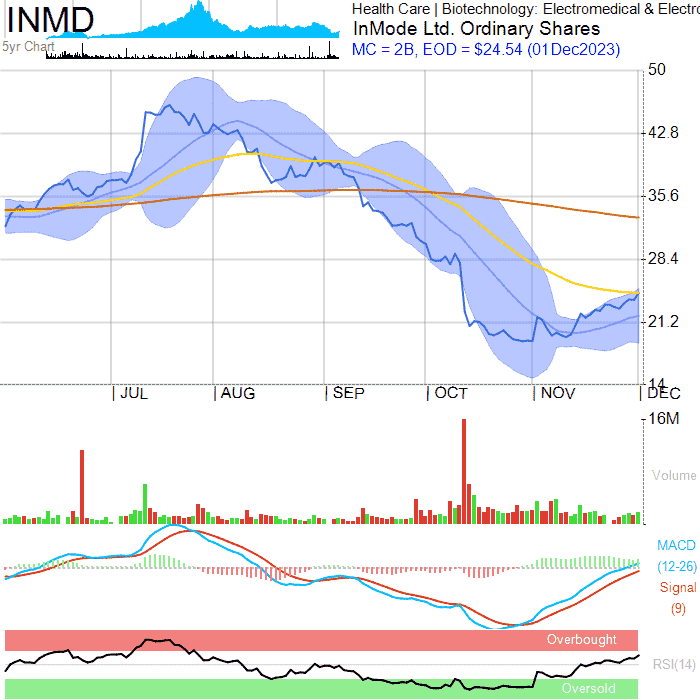 INMD
Health Care | Biotechnology: Electromedical & Electro
InMode Ltd. Ordinary Shares
MC = 2B, EOD = $24.54 (01Dec2023)
5yr Chart
50
42.8
35.6
28.4
21.2
14
JUL AUG SEP OCT NOV DEC
16M
Volume
MACD
(12-26)
Signal
(9)
Overbought
RSI(14)
Oversold